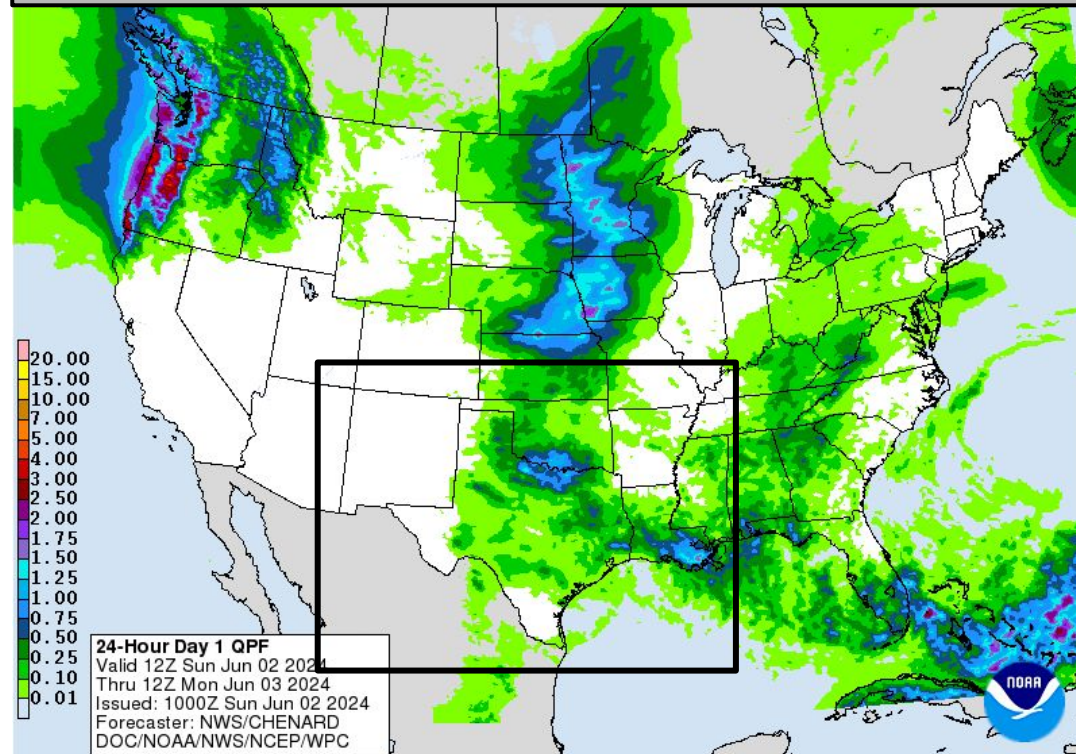 20.00
15.00
10.00
7.00
5.00
4.00
3.00
2.50
2.00
1.75
1.50
1.25
1.00
0.75
0.50
0.25
0.10
0.01
24-Hour Day 1 QPF
Valid 12Z Sun Jun 02 2024
Thru 12Z Mon Jun 03 2024
Issued: 1000Z Sun Jun 02 2024
Forecaster: NWS/CHENARD
DOC/NOAA/NWS/NCEP/WPC
NOAA